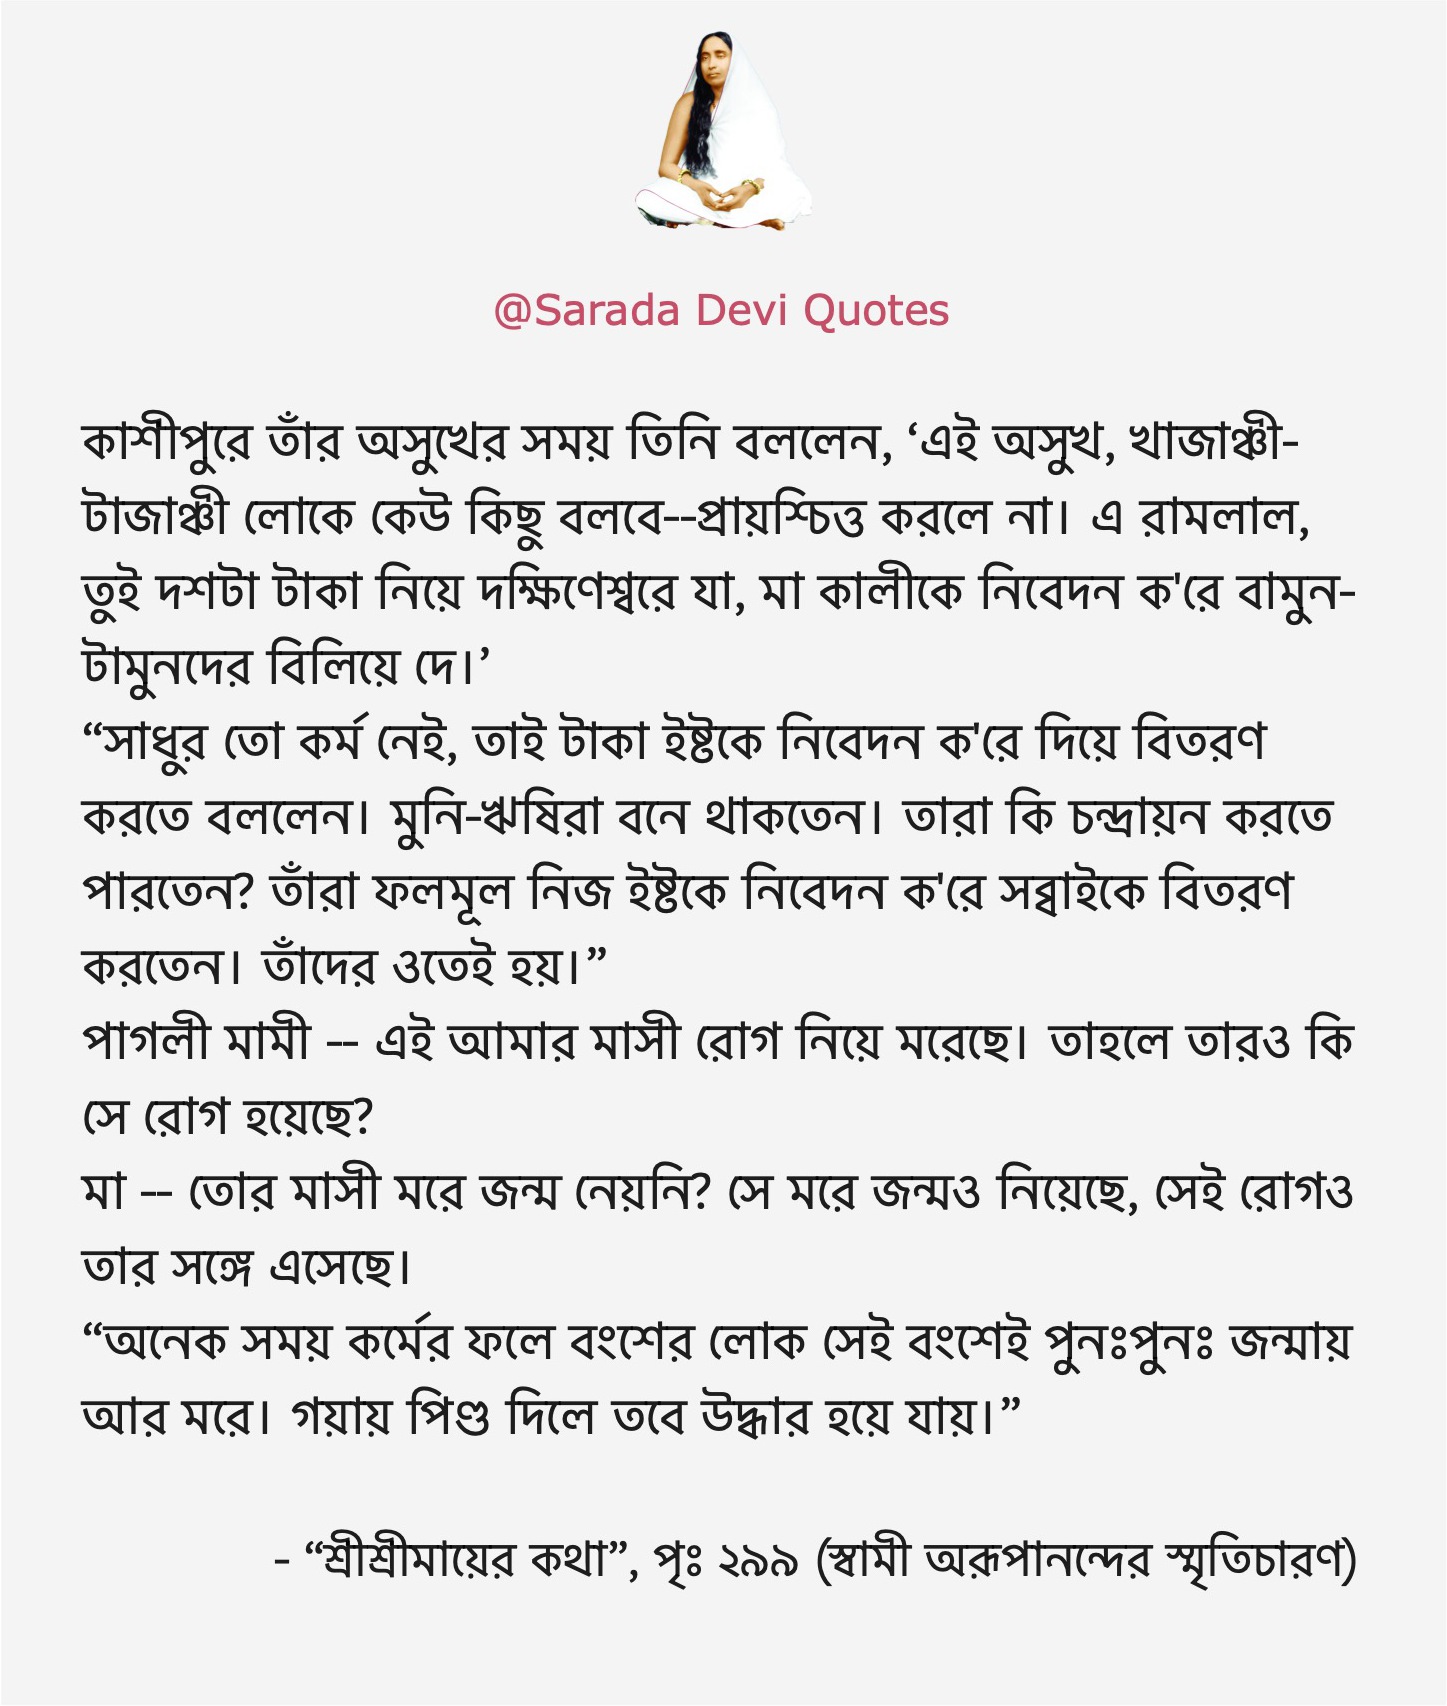 @Sarada Devi Quotes
কাশীপুরে তাঁর অসুখের সময় তিনি বললেন, ‘এই অসুখ, খাজাঞ্চী-
টাজাঞ্চী লোকে কেউ কিছু বলবে--প্রায়শ্চিত্ত করলে না। এ রামলাল,
তুই দশটা টাকা নিয়ে দক্ষিণেশ্বরে যা, মা কালীকে নিবেদন ক'রে বামুন-
টামুনদের বিলিয়ে দে।’
“সাধুর তো কর্ম নেই, তাই টাকা ইষ্টকে নিবেদন ক'রে দিয়ে বিতরণ
করতে বললেন। মুনি-ঋষিরা বনে থাকতেন। তারা কি চন্দ্রায়ন করতে
পারতেন? তাঁরা ফলমূল নিজ ইষ্টকে নিবেদন ক'রে সব্বাইকে বিতরণ
করতেন। তাঁদের ওতেই হয়।”
পাগলী মামী -- এই আমার মাসী রোগ নিয়ে মরেছে। তাহলে তারও কি
সে রোগ হয়েছে?
মা -- তোর মাসী মরে জন্ম নেয়নি? সে মরে জন্মও নিয়েছে, সেই রোগও
তার সঙ্গে এসেছে।
“অনেক সময় কর্মের ফলে বংশের লোক সেই বংশেই পুনঃপুনঃ জন্মায়
আর মরে। গয়ায় পিণ্ড দিলে তবে উদ্ধার হয়ে যায়।”
- “শ্রীশ্রীমায়ের কথা”, পৃঃ ২৯৯ (স্বামী অরূপানন্দের স্মৃতিচারণ)